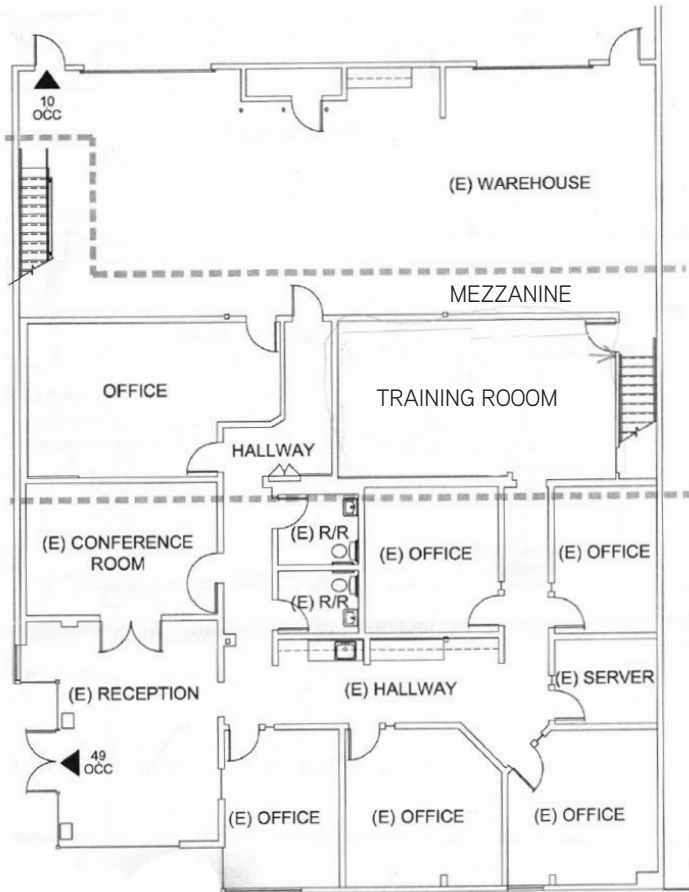 10
OCC
(E) WAREHOUSE
MEZZANINE
OFFICE
TRAINING ROOOM
HALLWAY
(E) CONFERENCE
ROOM
(E) R/R
(E) OFFICE
(E) OFFICE
(E) R/R
(E) RECEPTION
(E) HALLWAY
(E) SERVER
49
OCC
(E) OFFICE
(E) OFFICE
(E) OFFICE